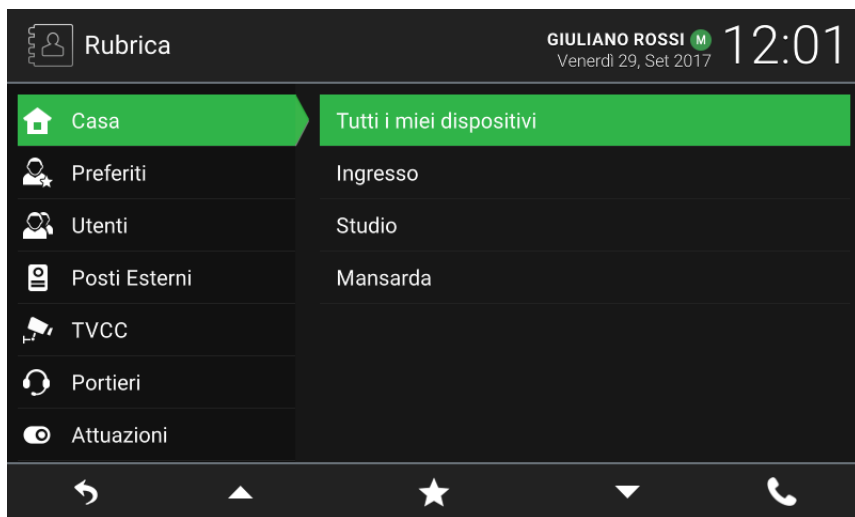 Rubrica
GIULIANO ROSSI M
Venerdì 29, Set 2017
12:01
Casa
Preferiti
Utenti
Posti Esterni
TVCC
Portieri
Attuazioni
Tutti i miei dispositivi
Ingresso
Studio
Mansarda